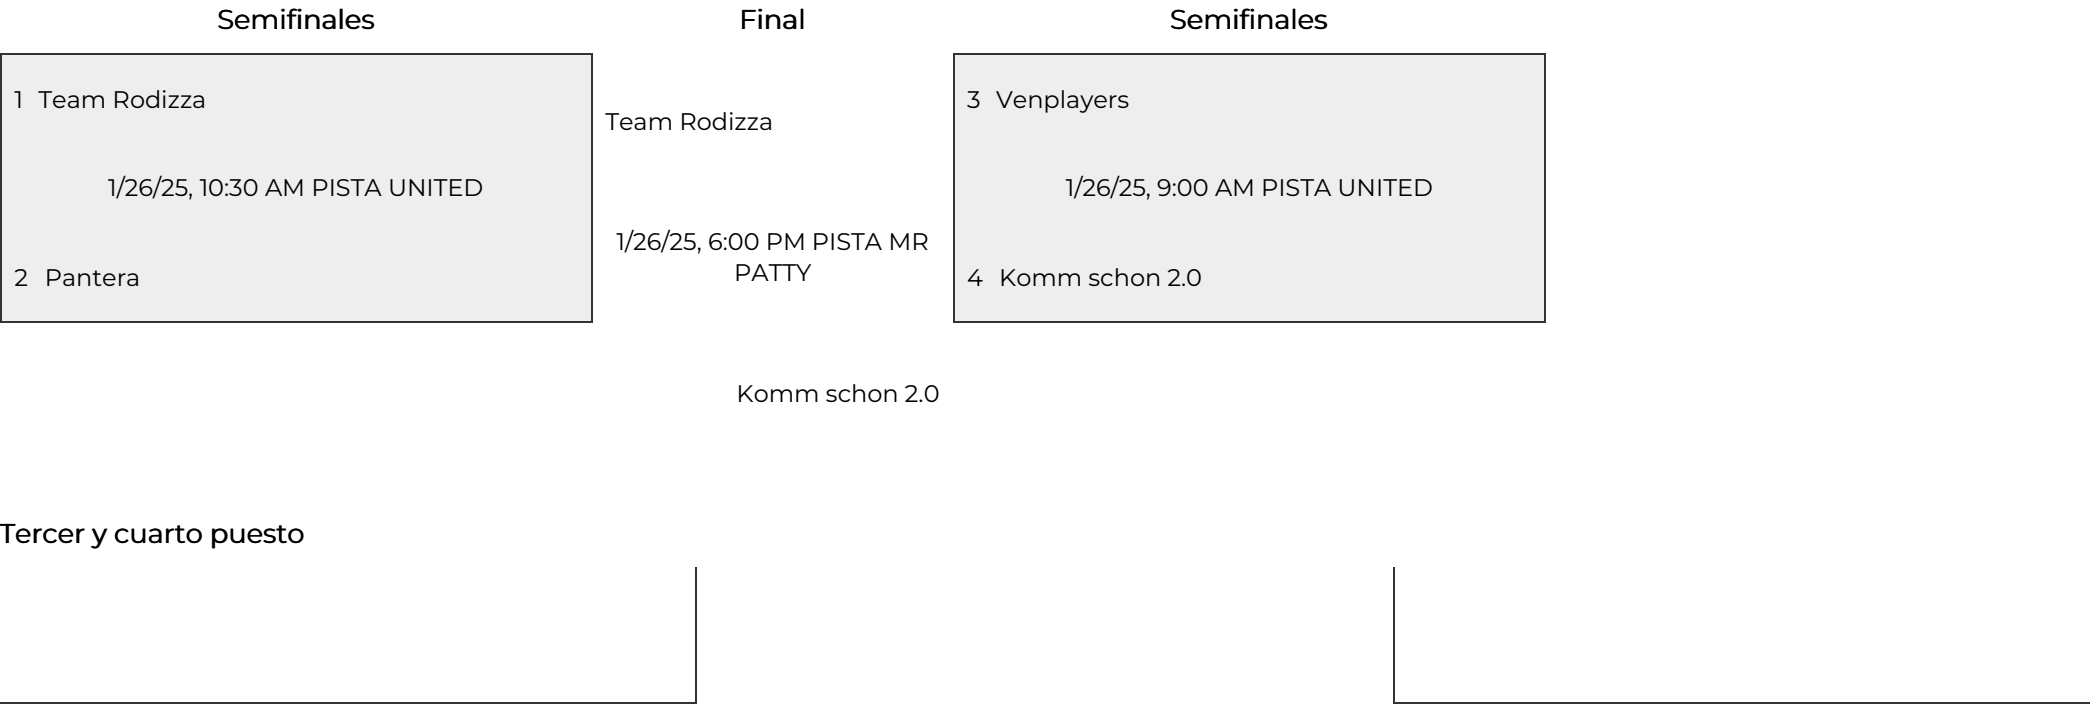 Semifinales
Final
Semifinales
1 Team Rodizza
1/26/25, 10:30 AM PISTA UNITED
2 Pantera
Team Rodizza
1/26/25, 6:00 PM PISTA MR
PATTY
Komm schon 2.0
3 Venplayers
1/26/25, 9:00 AM PISTA UNITED
4 Komm schon 2.0
Tercer y cuarto puesto